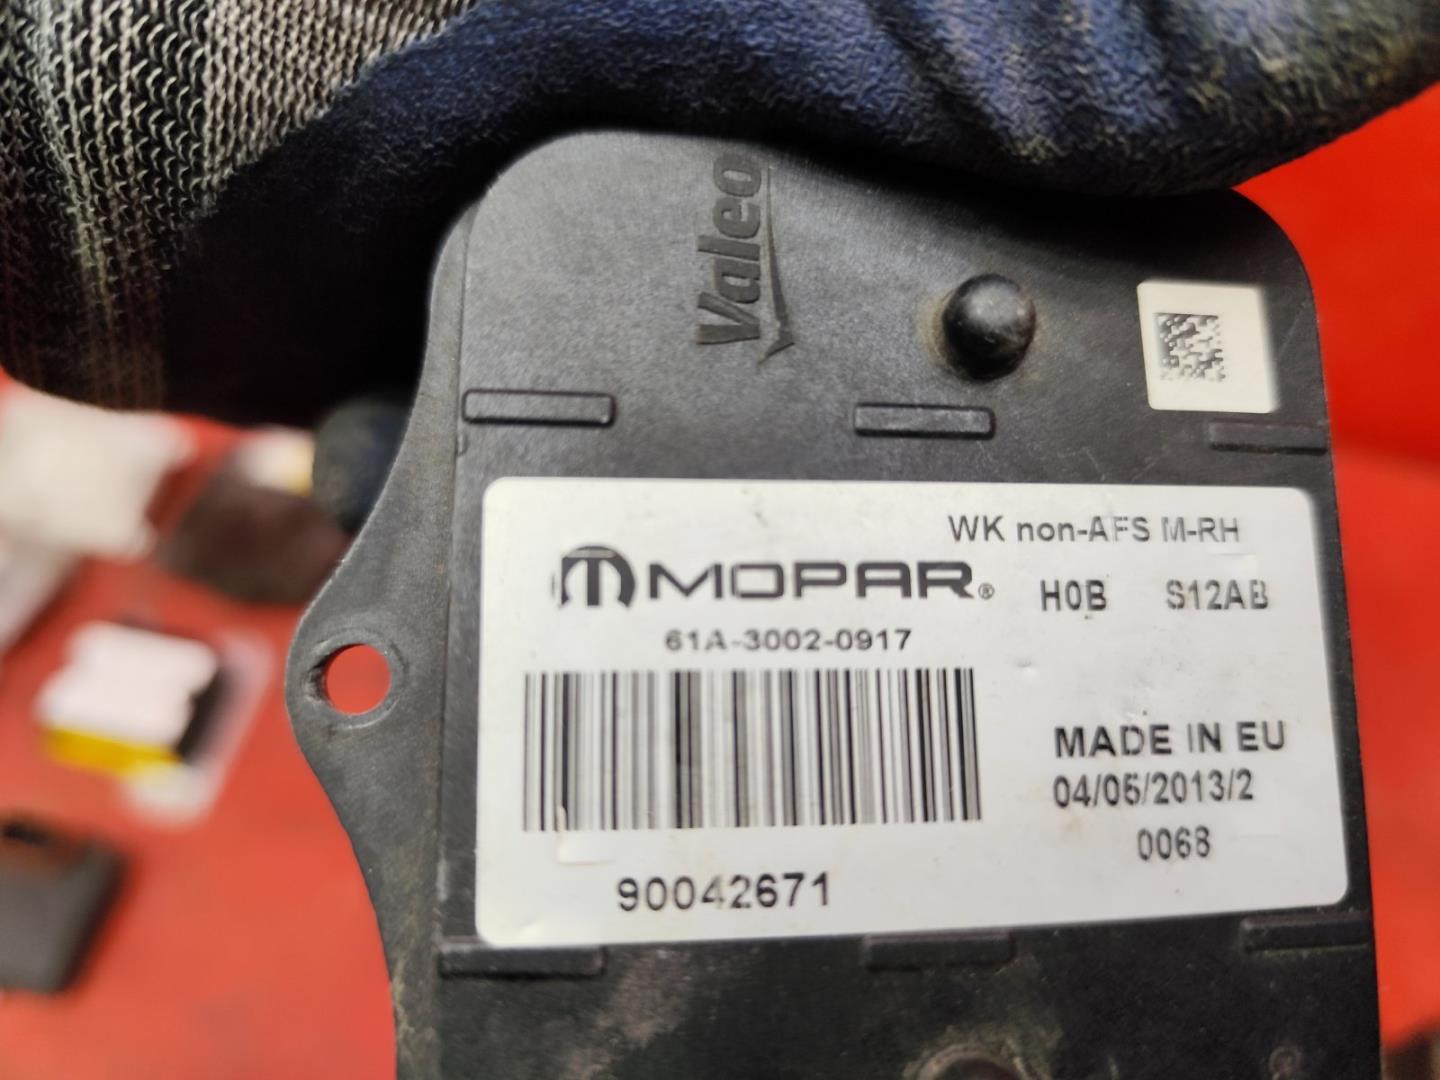 Valeo
WK non-AFS M-RH
MOPAR®
H0B S12AB
61A-3002-0917
MADE IN EU
04/06/2013/2
0068
90042671